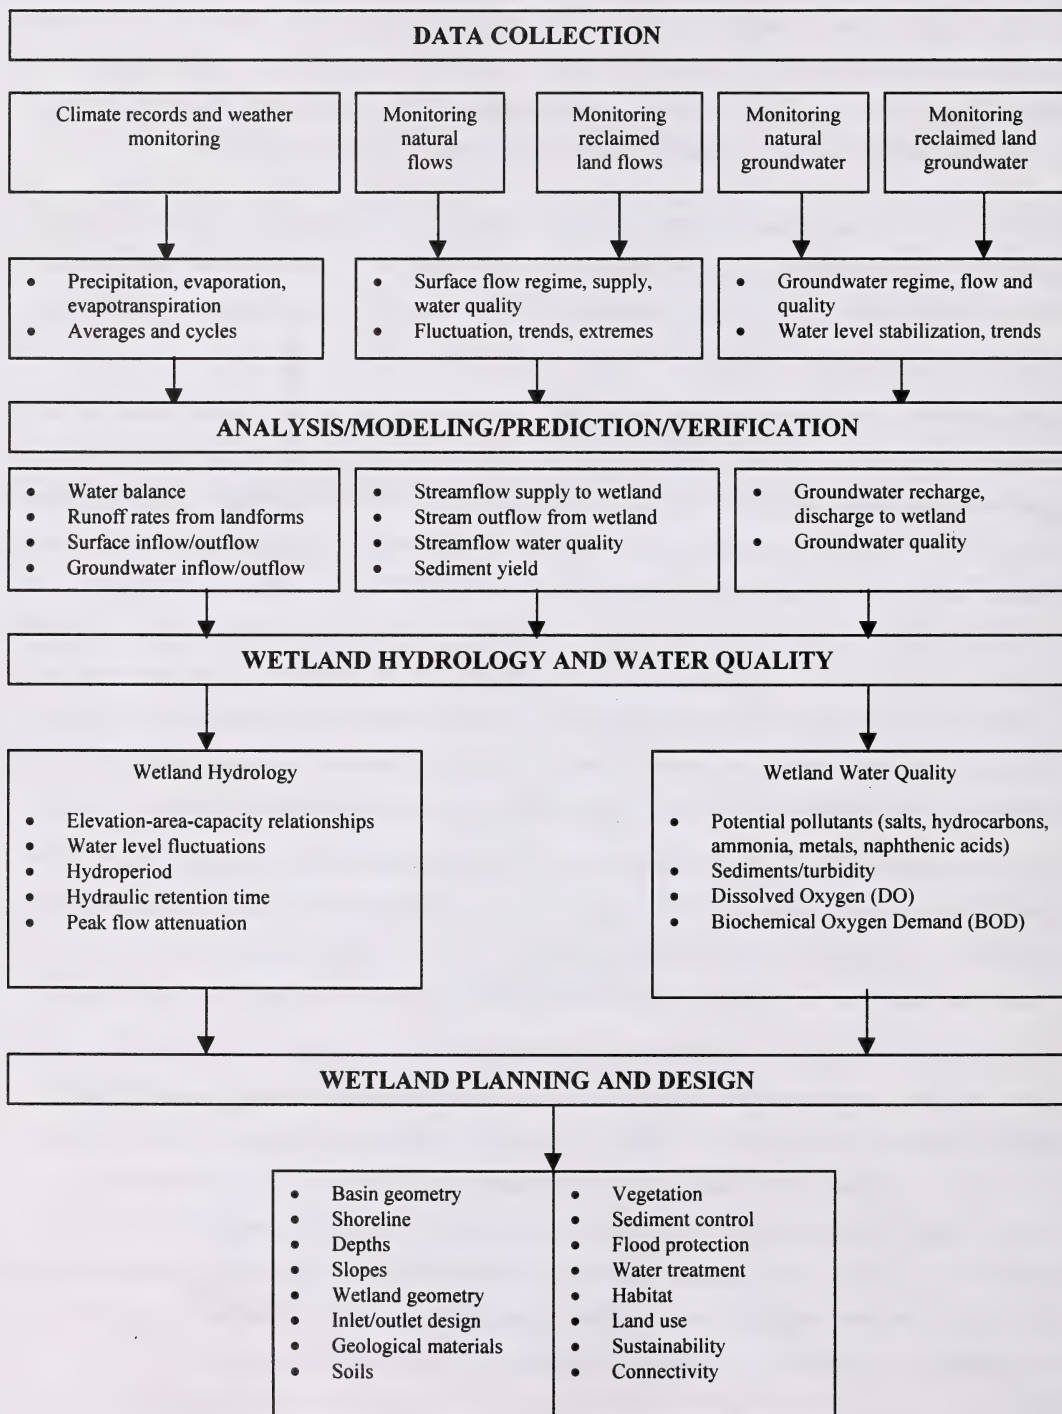 DATA COLLECTION
Climate records and weather
monitoring
Monitoring
natural
flows
Monitoring
reclaimed
land flows
Monitoring
natural
groundwater
Monitoring
reclaimed land
groundwater
• Precipitation, evaporation,
evapotranspiration
• Averages and cycles
• Surface flow regime, supply,
water quality
• Fluctuation, trends, extremes
• Groundwater regime, flow and
quality
• Water level stabilization, trends
ANALYSIS/MODELING/PREDICTION/VERIFICATION
• Water balance
• Runoff rates from landforms
• Surface inflow/outflow
• Groundwater inflow/outflow
• Streamflow supply to wetland
• Stream outflow from wetland
• Streamflow water quality
• Sediment yield
• Groundwater recharge,
discharge to wetland
• Groundwater quality
WETLAND HYDROLOGY AND WATER QUALITY
Wetland Hydrology
• Elevation-area-capacity relationships
• Water level fluctuations
• Hydroperiod
• Hydraulic retention time
• Peak flow attenuation
Wetland Water Quality
• Potential pollutants (salts, hydrocarbons,
ammonia, metals, naphthenic acids)
• Sediments/turbidity
• Dissolved Oxygen (DO)
• Biochemical Oxygen Demand (BOD)
WETLAND PLANNING AND DESIGN
• Basin geometry
• Shoreline
• Depths
• Slopes
• Wetland geometry
• Inlet/outlet design
• Geological materials
• Soils
• Vegetation
• Sediment control
• Flood protection
• Water treatment
• Habitat
• Land use
• Sustainability
• Connectivity